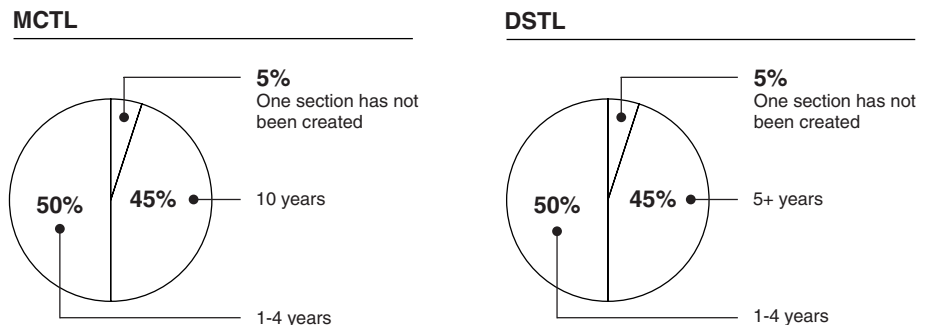 MCTL
5%
One section has not
been created
50%
45%
10 years
1-4 years
DSTL
5%
One section has not
been created
50%
45%
5+ years
1-4 years